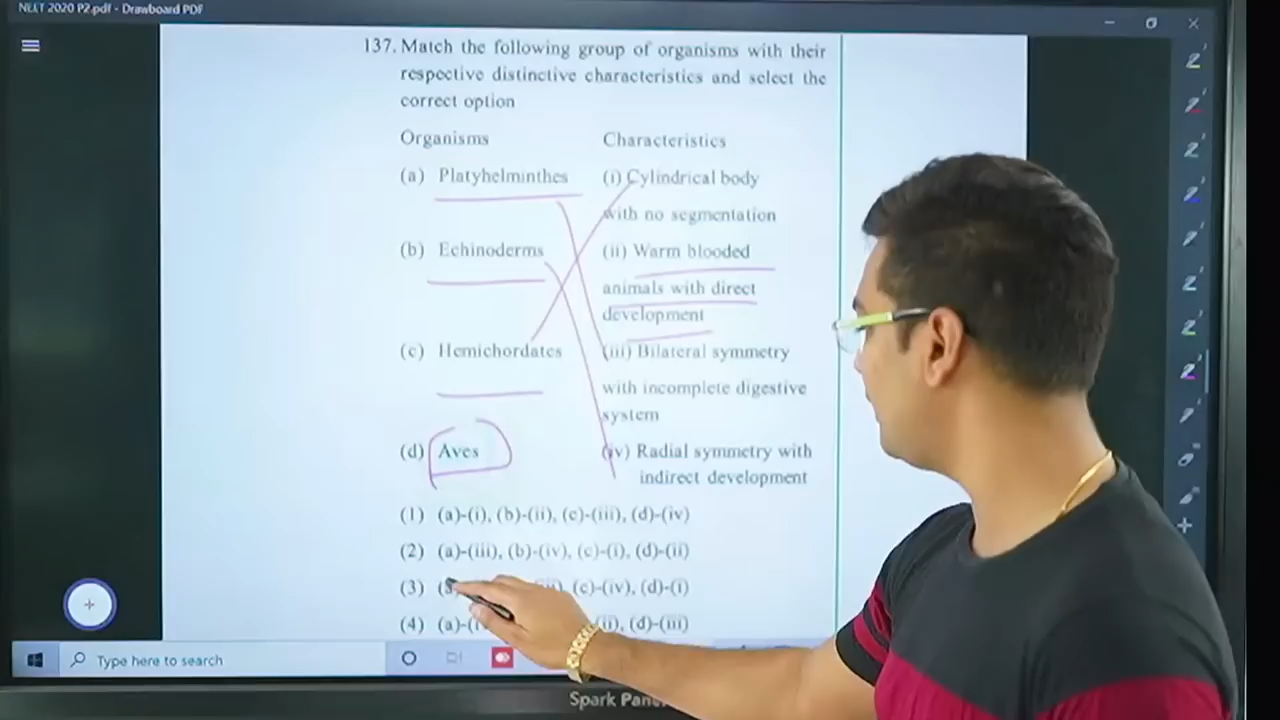 NEET 2020 P2.pdf - Drawboard PDF
137. Match the following group of organisms with their
respective distinctive characteristics and select the
correct option
Organisms Characteristics
(a) Platyhelminthes (i) Cylindrical body
with no segmentation
(b) Echinoderms (ii) Warm blooded
animals with direct
development
(c) Hemichordates (iii) Bilateral symmetry
with incomplete digestive
system
(d) Aves (iv) Radial symmetry with
indirect development
(1) (a)-(i), (b)-(ii), (c)-(iii), (d)-(iv)
(2) (a)-(iii), (b)-(iv), (c)-(i), (d)-(ii)
(3) (c)-(iv), (d)-(i)
(4) (d)-(iii)
Type here to search
Spark